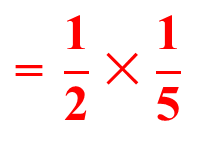 = 1/2 × 1/5